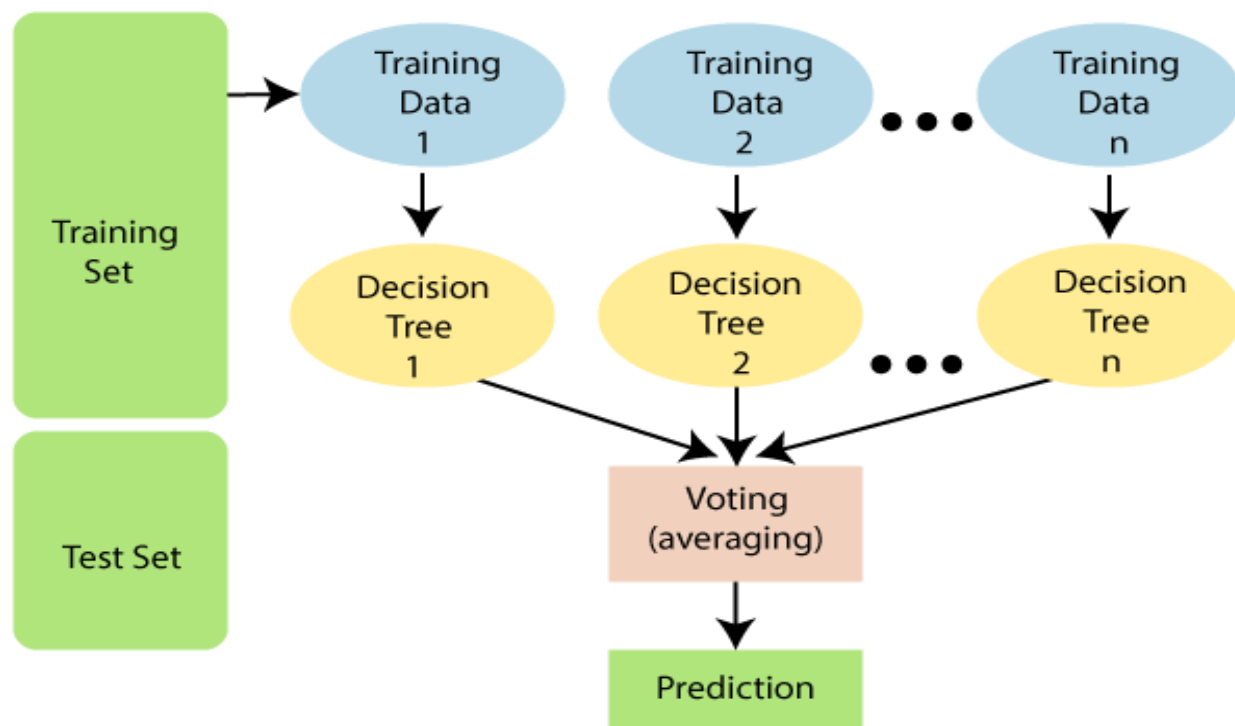 Training
Set
Training
Data
1
Training
Data
2
Training
Data
n
Decision
Tree
1
Decision
Tree
2
Decision
Tree
n
Test Set
Voting
(averaging)
Prediction